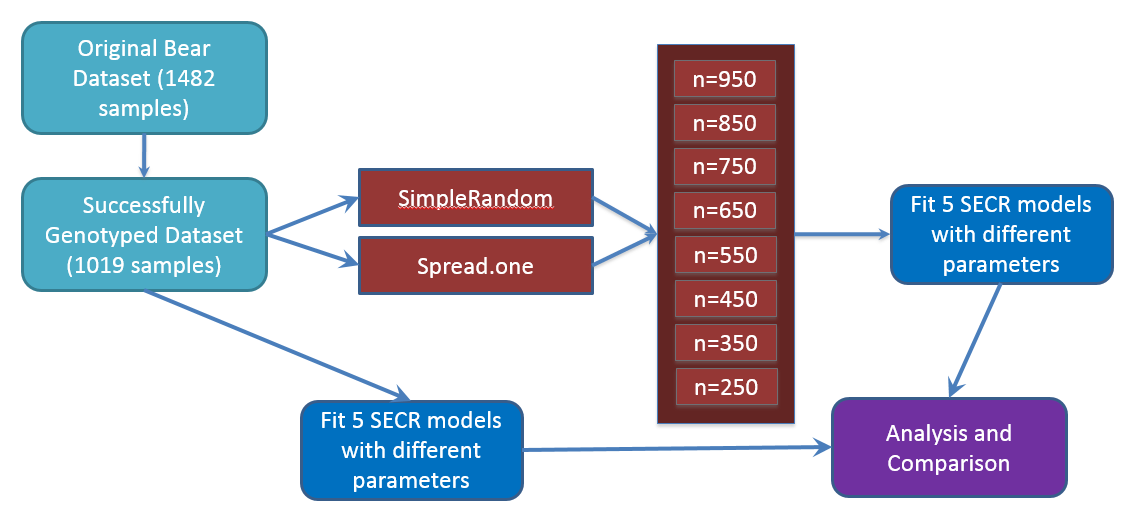 Original Bear
Dataset (1482
samples)
Successfully
Genotyped Dataset
(1019 samples)
SimpleRandom
Spread.one
n=950
n=850
n=750
n=650
n=550
n=450
n=350
n=250
Fit 5 SECR models
with different
parameters
Fit 5 SECR models
with different
parameters
Analysis and
Comparison